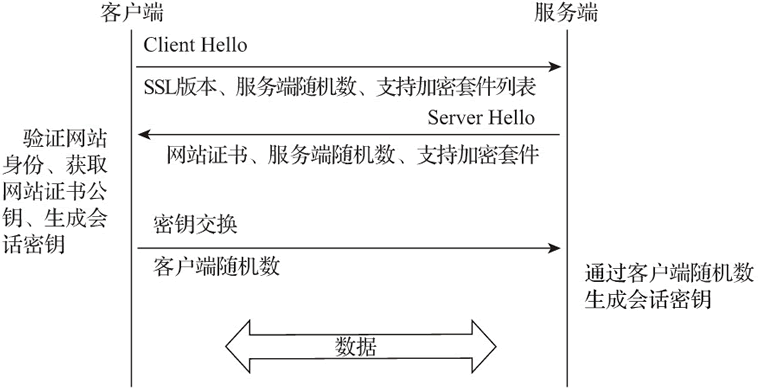 客户端
服务端
Client Hello
SSL版本、服务端随机数、支持加密套件列表
Server Hello
网站证书、服务端随机数、支持加密套件
验证网站
身份、获取
网站证书公
钥、生成会
话密钥
密钥交换
客户端随机数
通过客户端随机数
生成会话密钥
数据